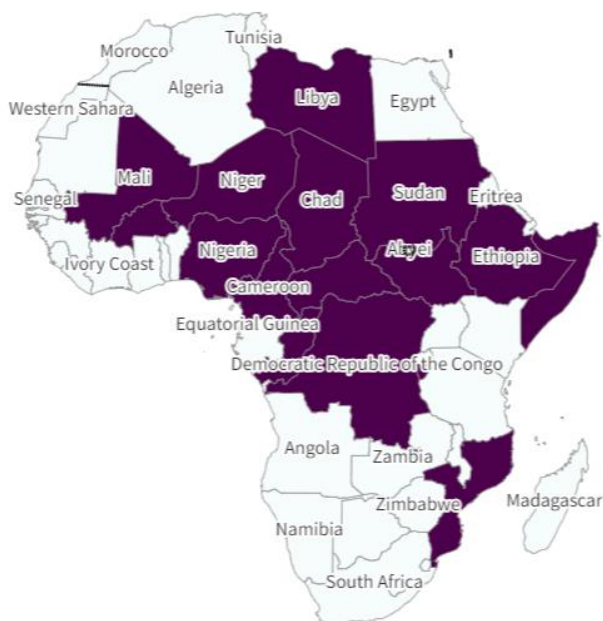 Tunisia
Morocco
Algeria
Libya
Egypt
Western Sahara
Mali
Niger
Chad
Sudan
Eritrea
Senegal
Nigeria
Abyei
Ethiopia
Ivory Coast
Cameroon
Equatorial Guinea
Democratic Republic of the Congo
Angola
Zambia
Zimbabwe
Madagascar
Namibia
South Africa